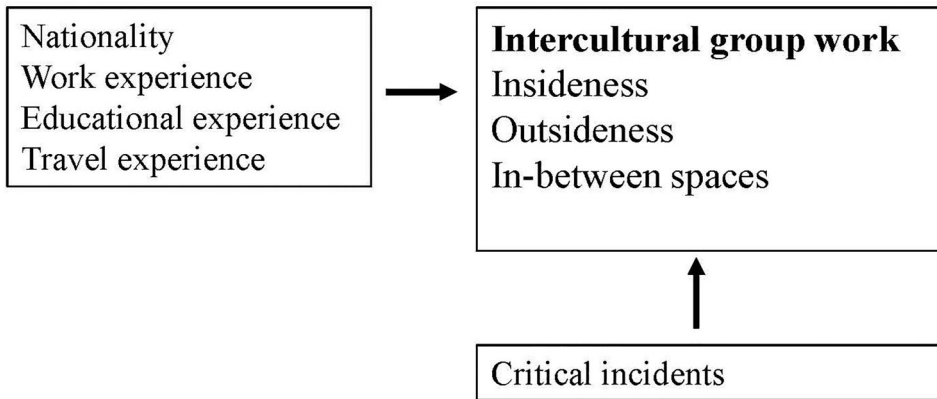 Nationality
Work experience
Educational experience
Travel experience
Intercultural group work
Insideness
Outsideness
In-between spaces
Critical incidents